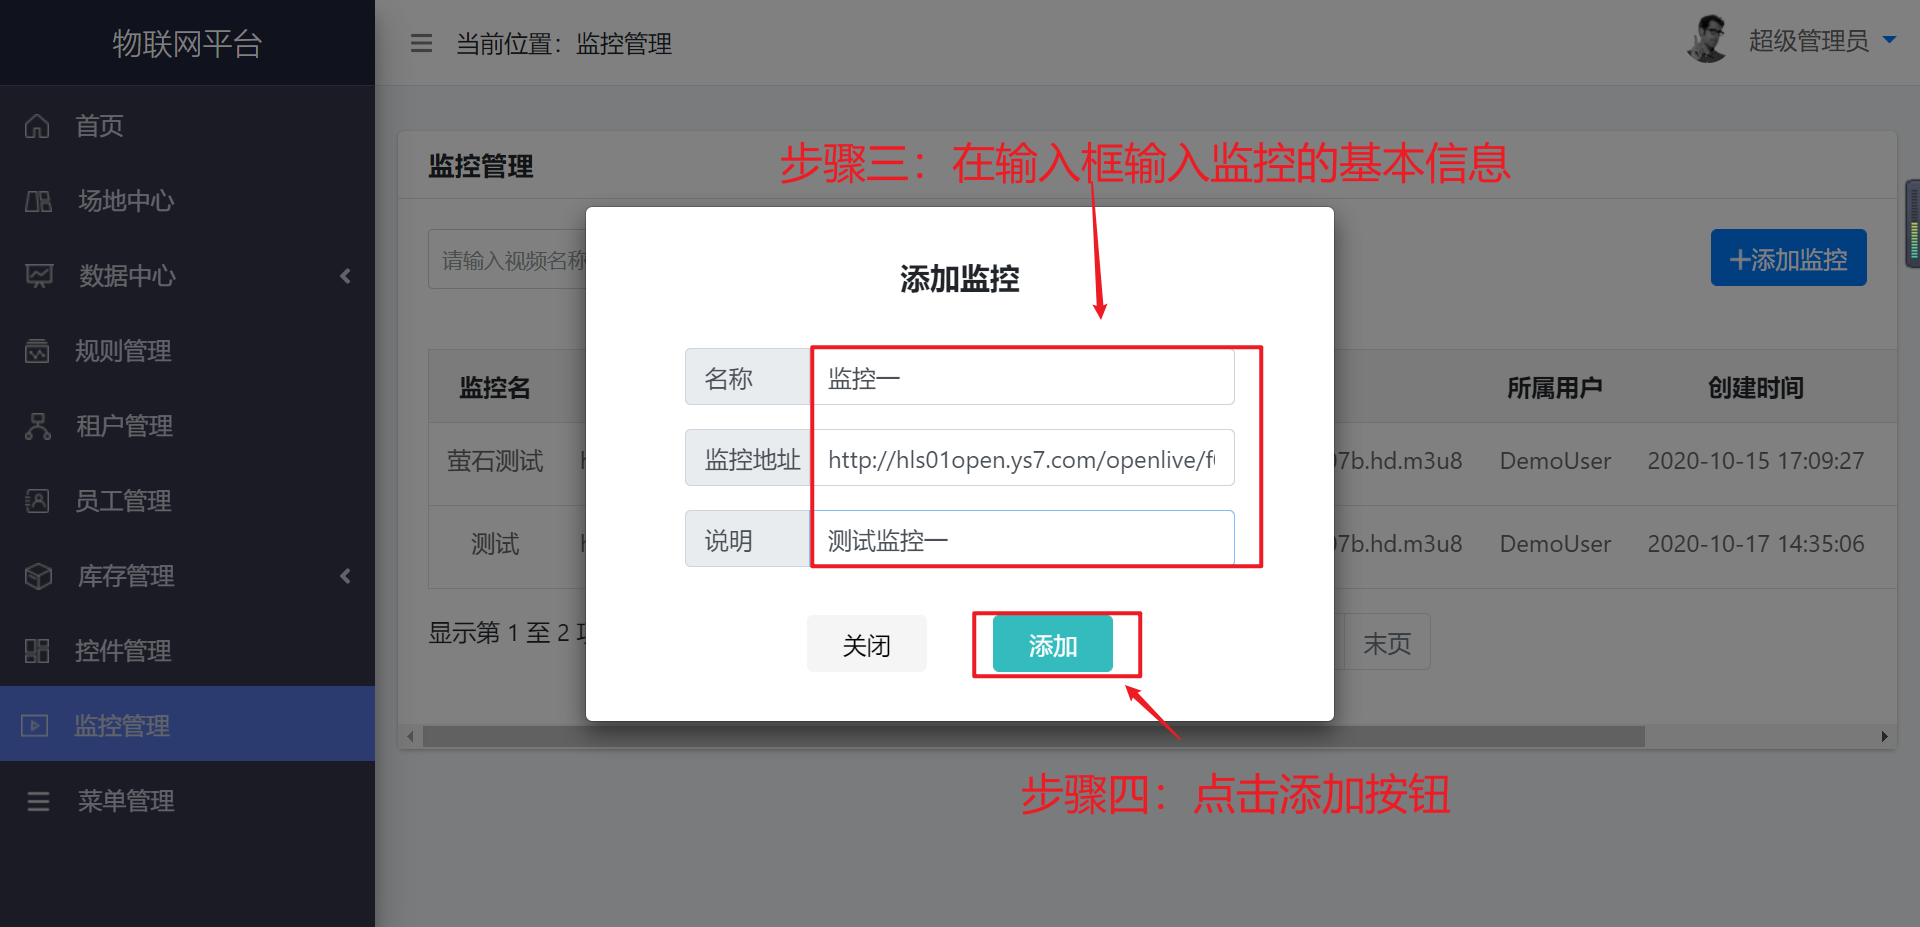 物联网平台
当前位置：监控管理
超级管理员
首页
场地中心
数据中心
规则管理
租户管理
员工管理
库存管理
控件管理
监控管理
菜单管理
监控管理
步骤三：在输入框输入监控的基本信息
请输入视频名称
+添加监控
添加监控
名称 监控一
监控地址 http://hls01open.ys7.com/openlive/f
说明 测试监控一
关闭 添加
监控名 所属用户 创建时间
萤石测试 7b.hd.m3u8 DemoUser 2020-10-15 17:09:27
测试 7b.hd.m3u8 DemoUser 2020-10-17 14:35:06
显示第 1 至 2 项
末页
步骤四：点击添加按钮